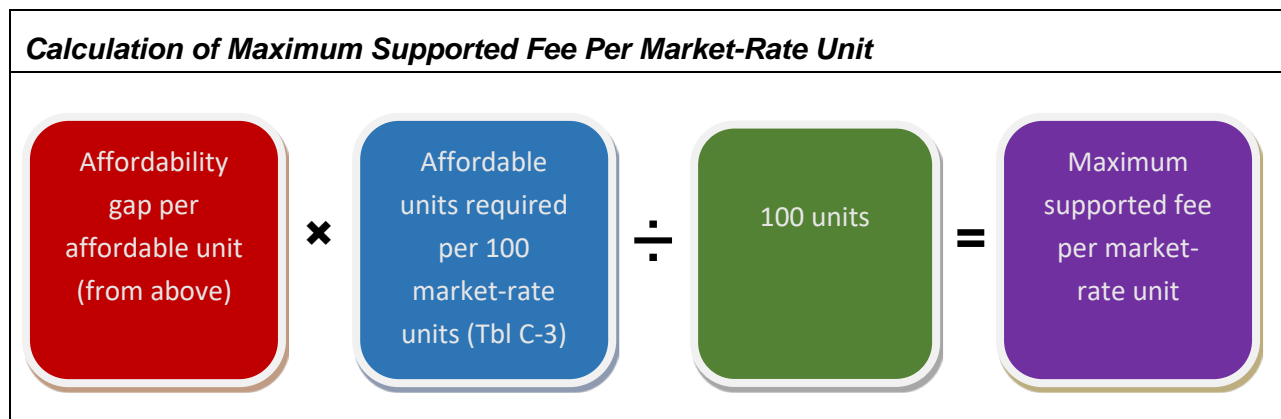 Calculation of Maximum Supported Fee Per Market-Rate Unit
Affordability
gap per
affordable unit
(from above)
×
Affordable
units required
per 100
market-rate
units (Tbl C-3)
÷
100 units
=
Maximum
supported fee
per market-
rate unit